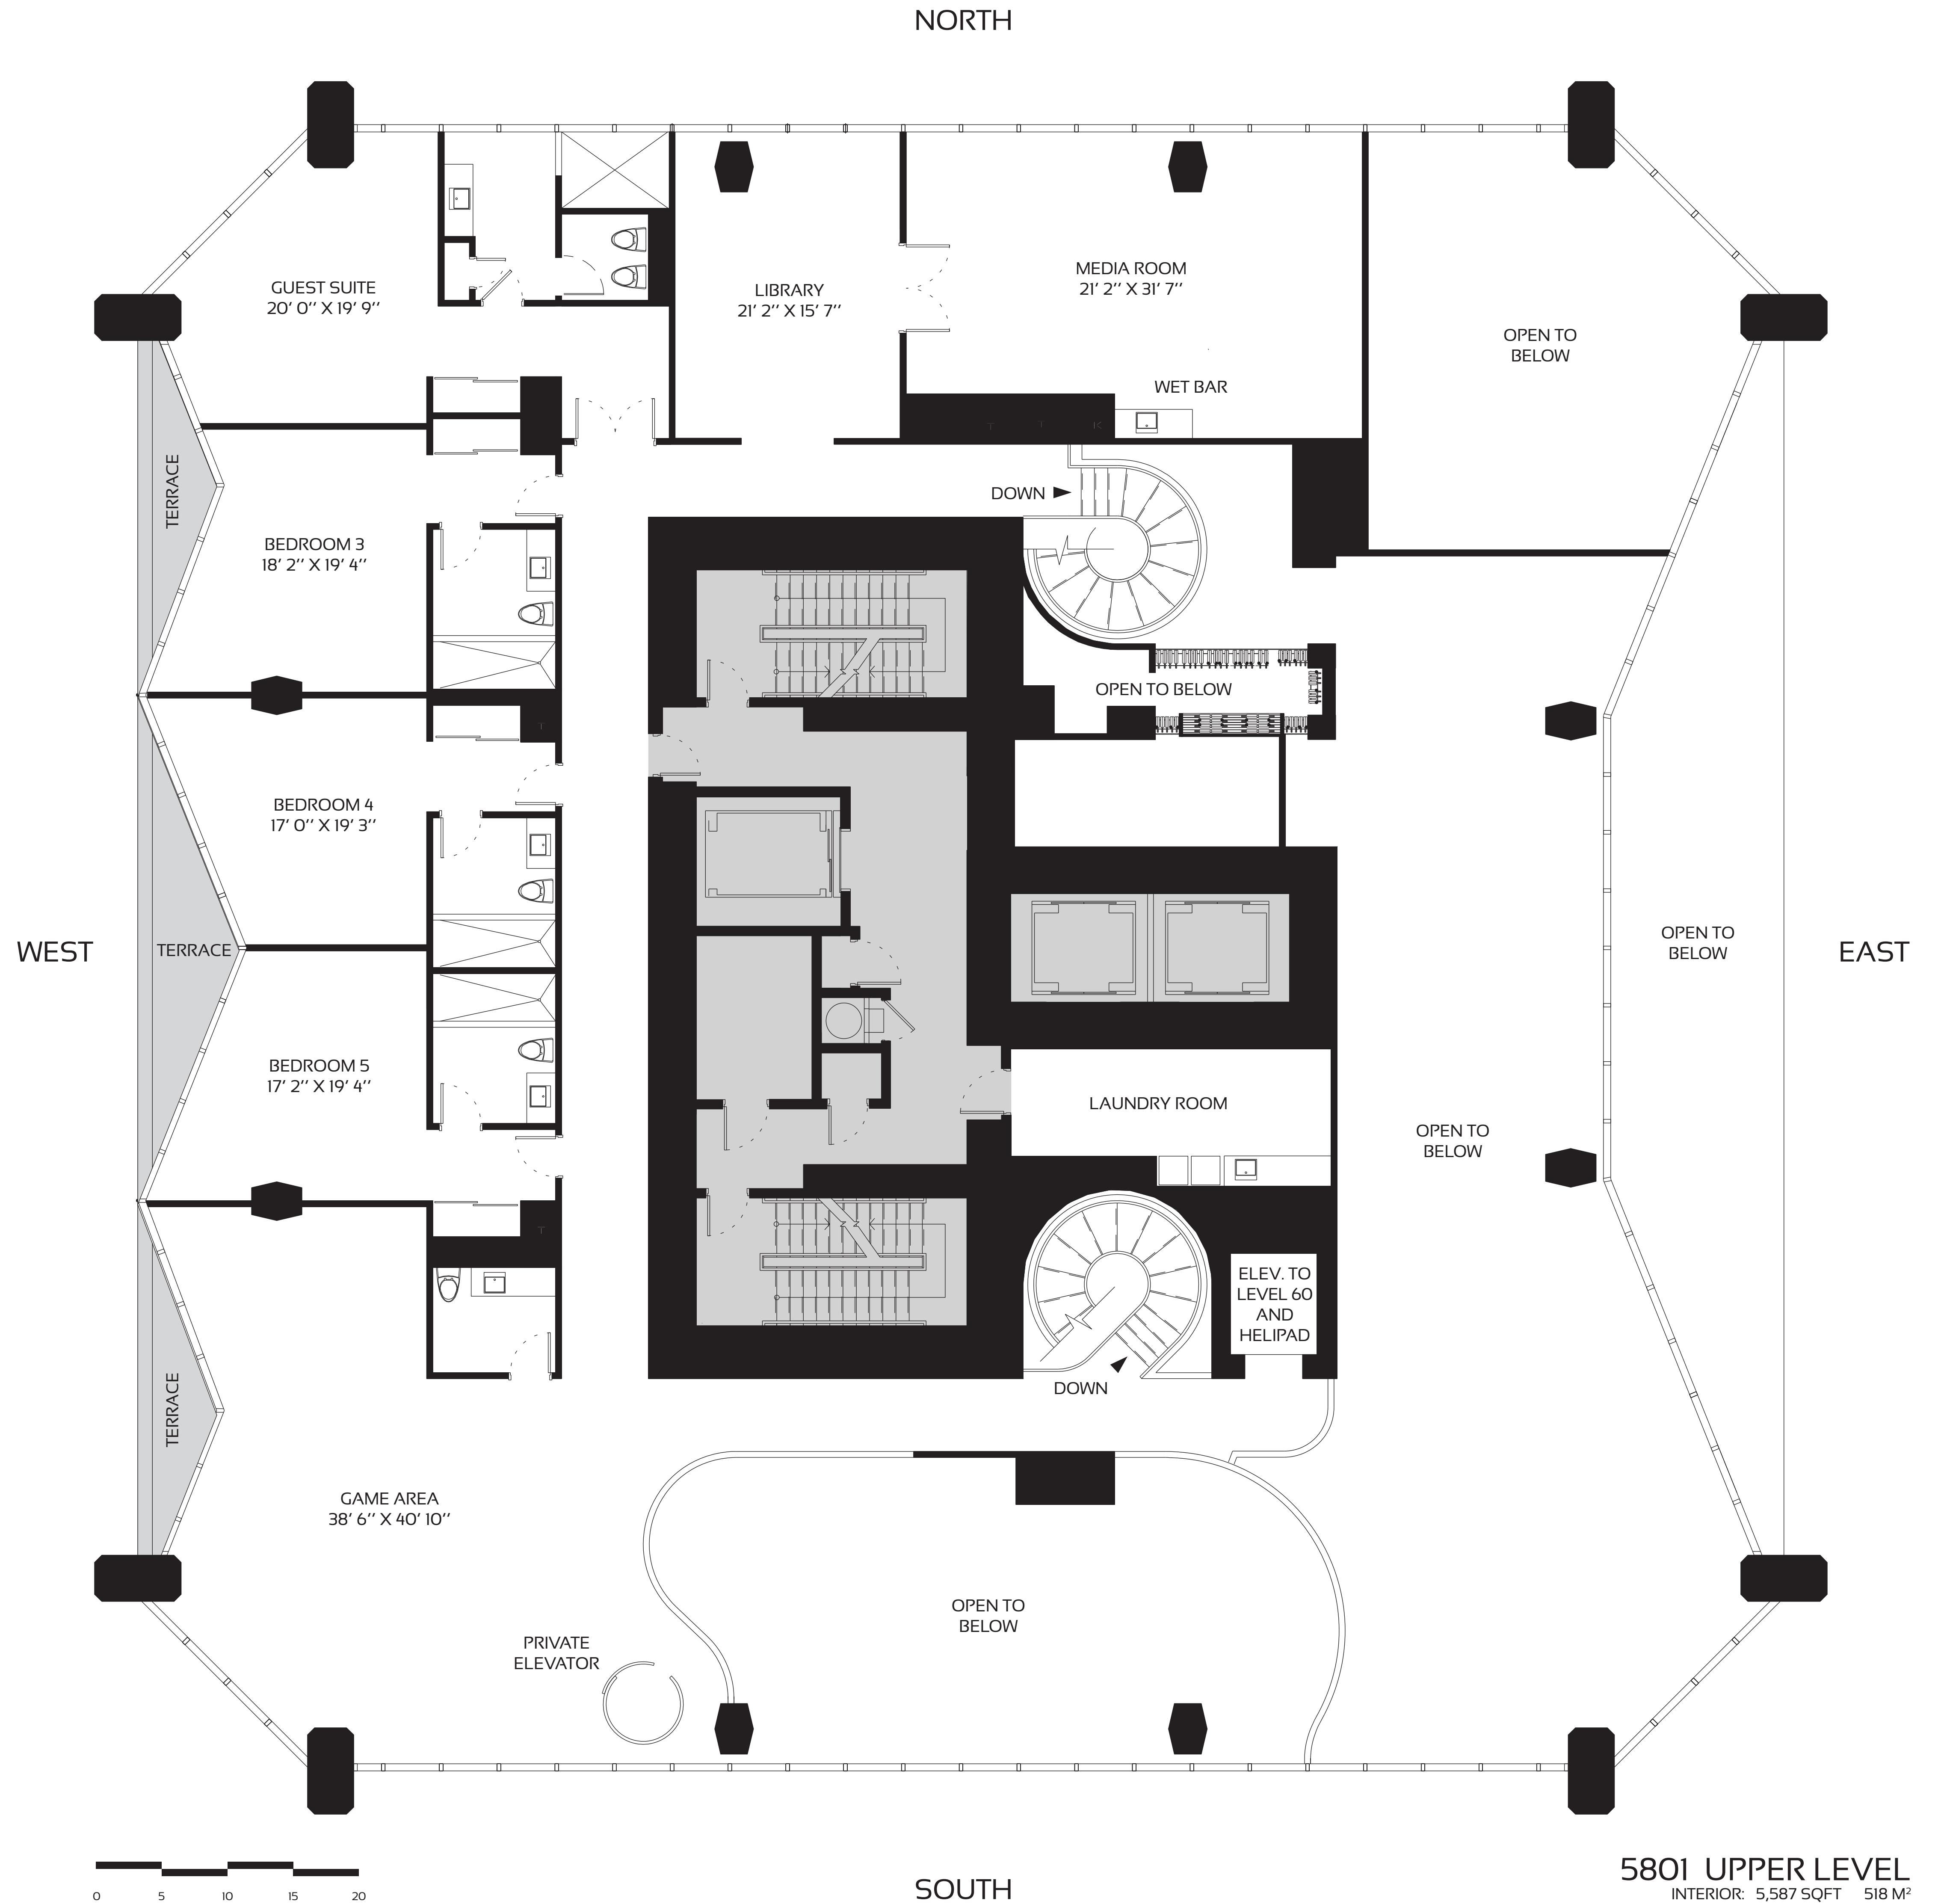 NORTH
GUEST SUITE
20' 0'' X 19' 9''
LIBRARY
21' 2'' X 15' 7''
MEDIA ROOM
21' 2'' X 31' 7''
WET BAR
OPEN TO
BELOW
TERRACE
DOWN
BEDROOM 3
18' 2'' X 19' 4''
OPEN TO BELOW
BEDROOM 4
17' 0'' X 19' 3''
WEST
TERRACE
OPEN TO
BELOW
EAST
BEDROOM 5
17' 2'' X 19' 4''
LAUNDRY ROOM
OPEN TO
BELOW
ELEV. TO
LEVEL 60
AND
HELIPAD
DOWN
TERRACE
GAME AREA
38' 6'' X 40' 10''
OPEN TO
BELOW
PRIVATE
ELEVATOR
0 5 10 15 20
SOUTH
5801 UPPER LEVEL
INTERIOR: 5,587 SQFT 518 M²